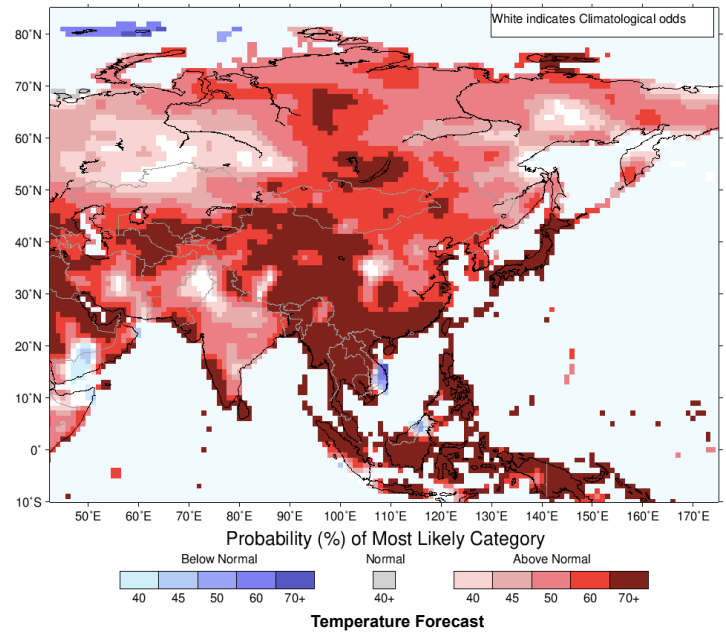 White indicates Climatological odds
80˚N
70˚N
60˚N
50˚N
40˚N
30˚N
20˚N
10˚N
0˚
10˚S
50˚E 60˚E 70˚E 80˚E 90˚E 100˚E 110˚E 120˚E 130˚E 140˚E 150˚E 160˚E 170˚E
Probability (%) of Most Likely Category
Below Normal Normal Above Normal
40 45 50 60 70+ 40+ 40 45 50 60 70+
Temperature Forecast